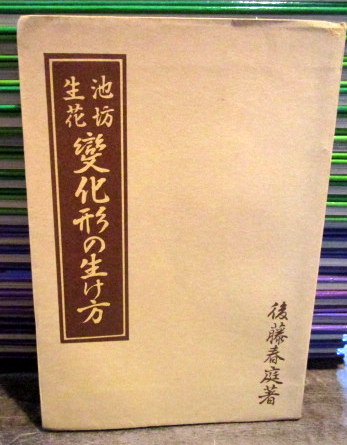 池坊
生花
變化形の生け方
後藤春庭著